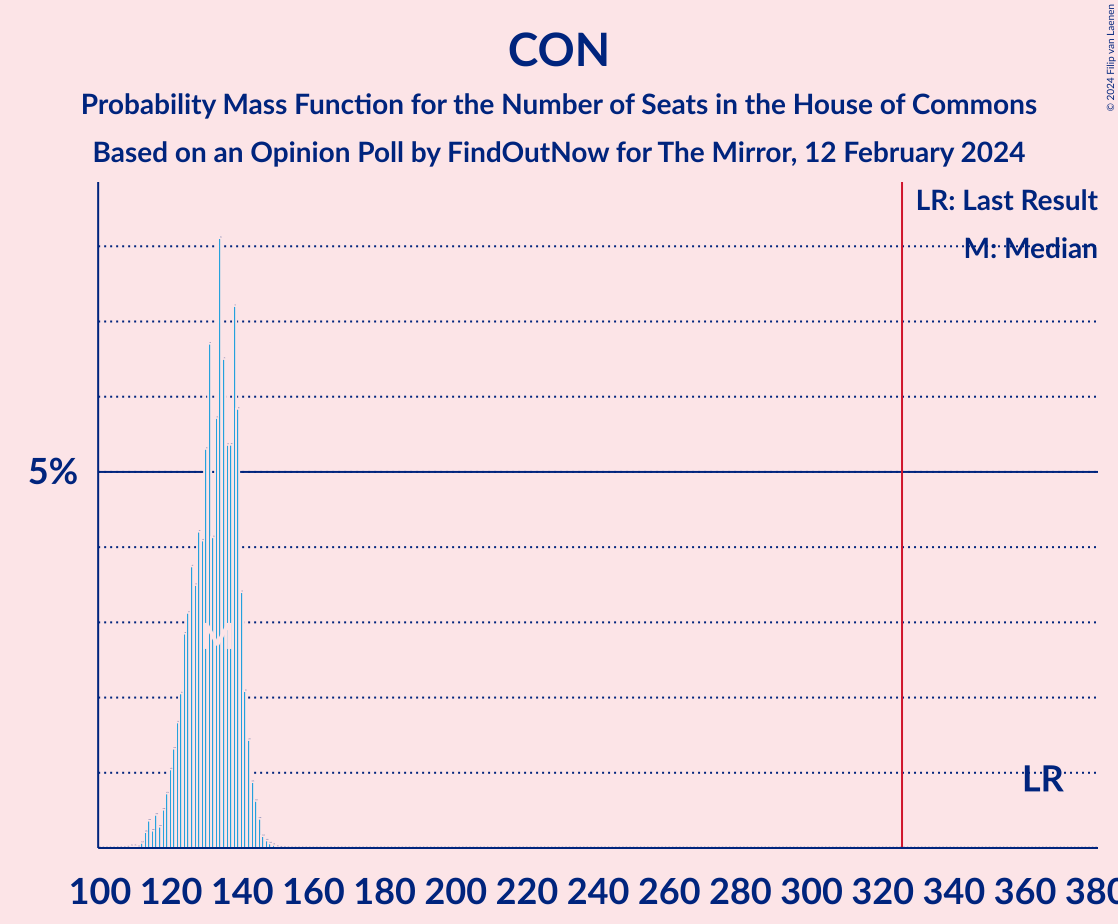 CON
Probability Mass Function for the Number of Seats in the House of Commons
Based on an Opinion Poll by FindOutNow for The Mirror, 12 February 2024
© 2024 Filip van Laenen
LR: Last Result
M: Median
5%
M
LR
100 120 140 160 180 200 220 240 260 280 300 320 340 360 380